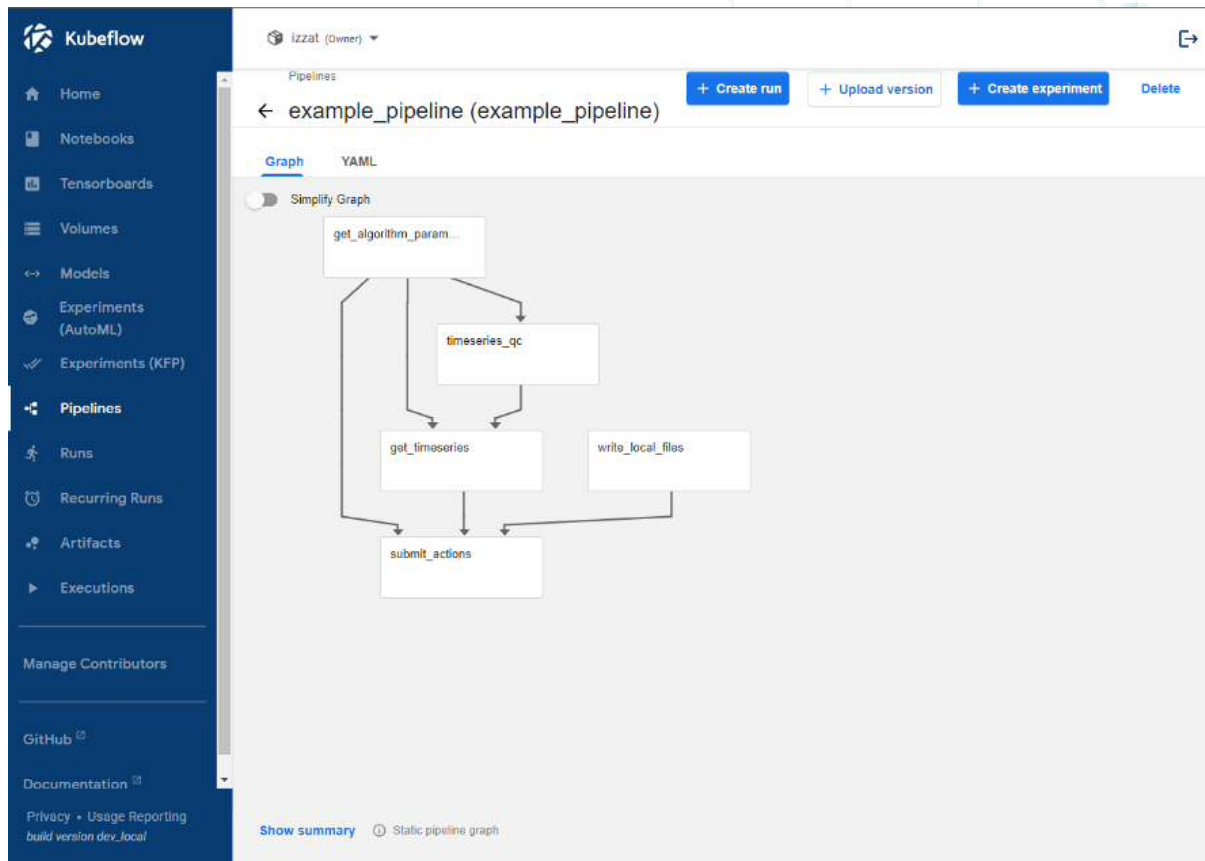 Kubeflow
izzat (Owner)
Home
Notebooks
Tensorboards
Volumes
Models
Experiments
(AutoML)
Experiments (KFP)
Pipelines
Runs
Recurring Runs
Artifacts
Executions
Manage Contributors
GitHub
Documentation
Privacy • Usage Reporting
build version dev_local
Pipelines
example_pipeline (example_pipeline)
+ Create run
+ Upload version
+ Create experiment
Delete
Graph YAML
Simplify Graph
get_algorithm_param...
timeseries_qc
get_timeseries
write_local_files
submit_actions
Show summary
Static pipeline graph